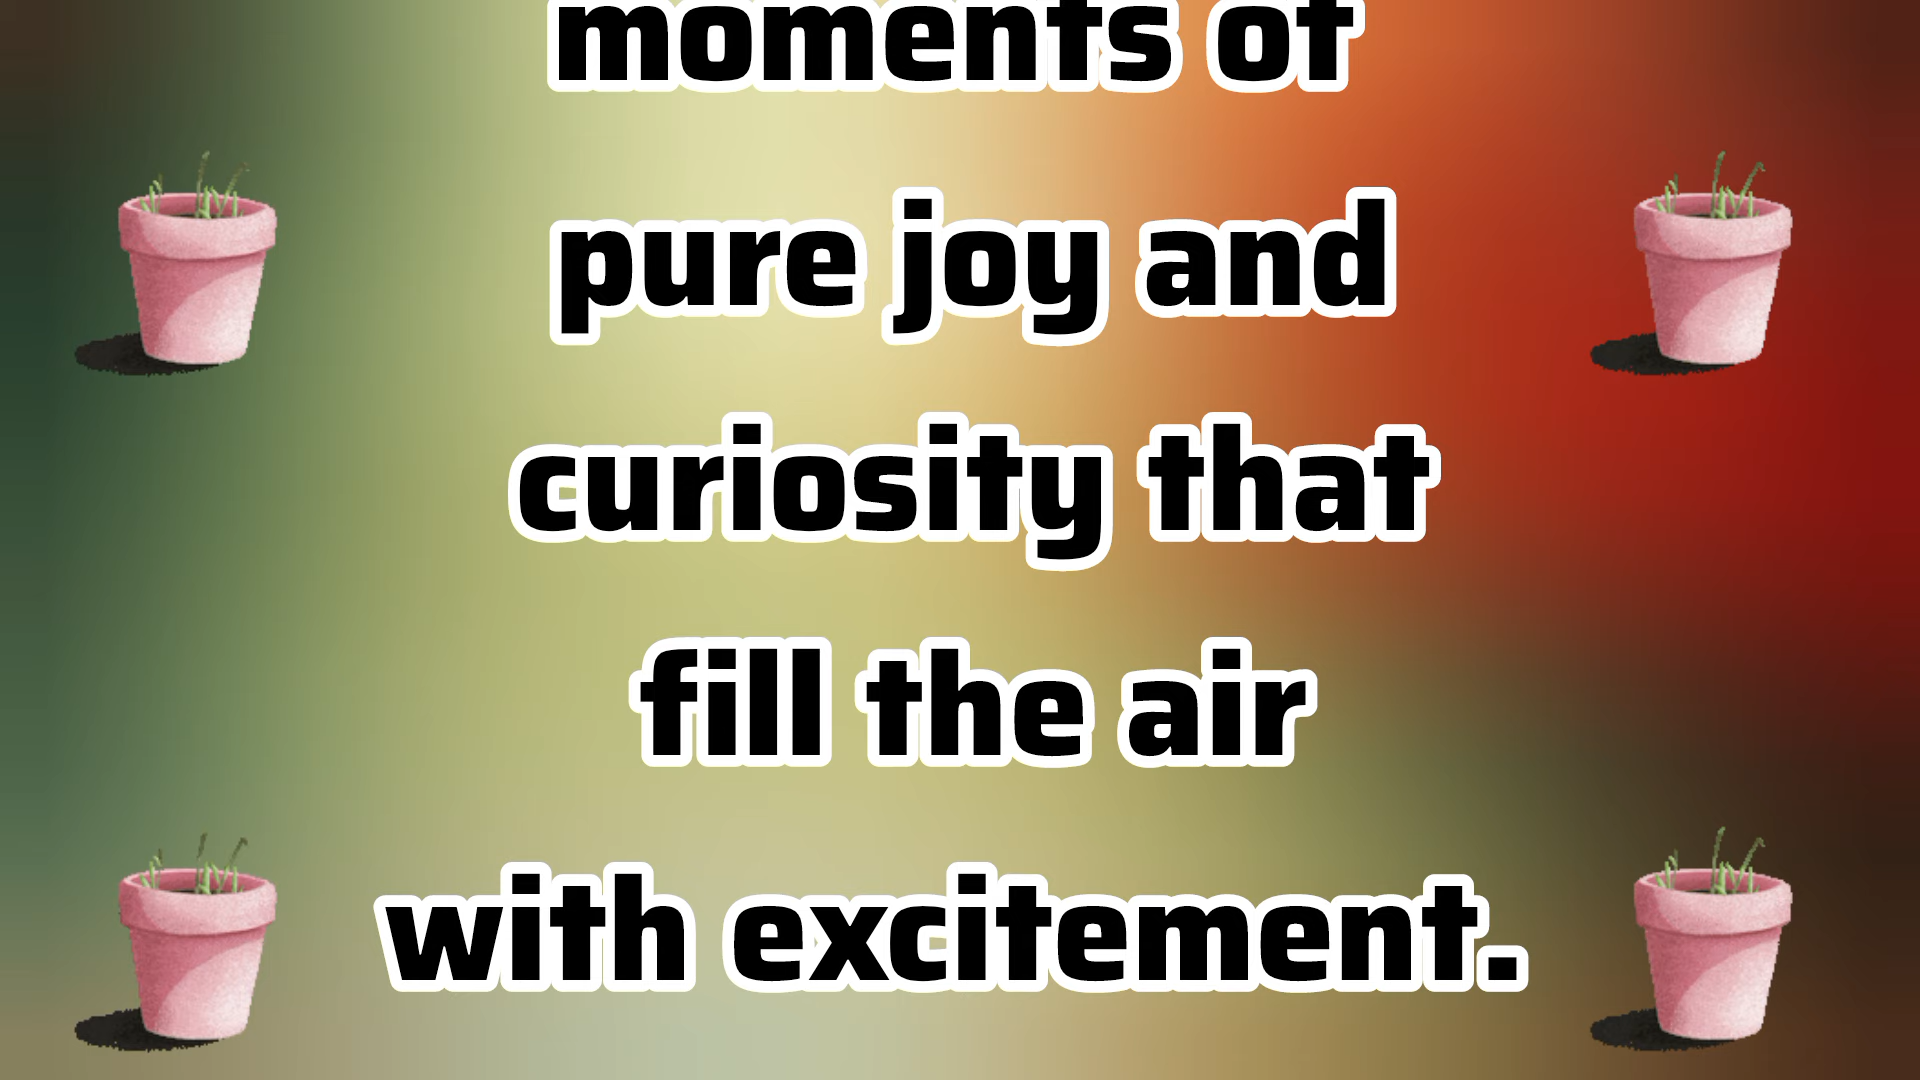 moments of
pure joy and
curiosity that
fill the air
with excitement.